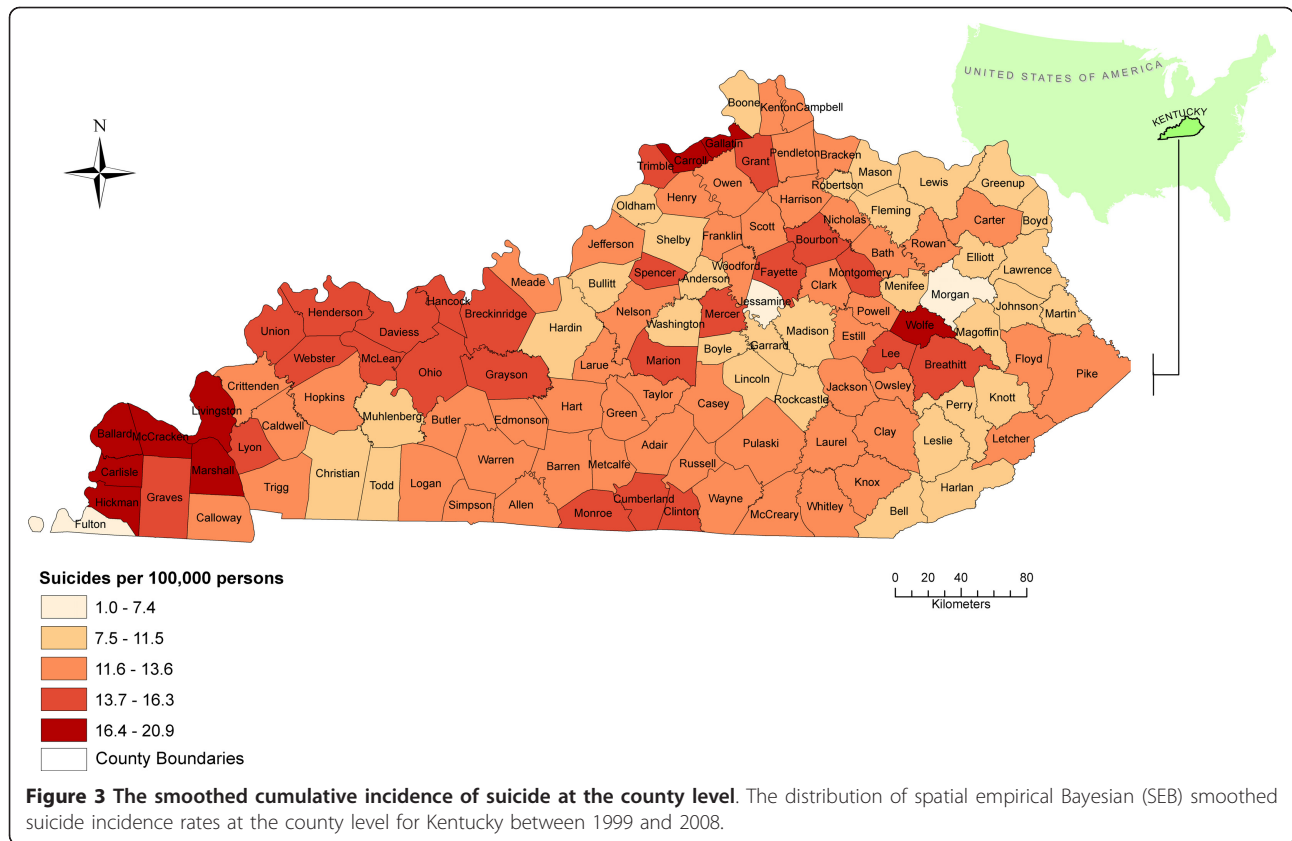 UNITED STATES OF AMERICA
KENTUCKY
N
Boone
Kenton
Campbell
Gallatin
Carroll
Trimble
Grant
Pendleton
Bracken
Mason
Lewis
Greenup
Owen
Robertson
Henry
Harrison
Fleming
Carter
Boyd
Oldham
Nicholas
Scott
Franklin
Shelby
Jefferson
Bourbon
Rowan
Bath
Elliott
Lawrence
Woodford
Spencer
Anderson
Fayette
Montgomery
Clark
Menifee
Morgan
Meade
Bullitt
Hancock
Breckinridge
Jessamine
Johnson
Martin
Henderson
Daviess
Union
Nelson
Mercer
Washington
Powell
Wolfe
Magoffin
Hardin
Madison
Estill
Webster
McLean
Ohio
Grayson
Marion
Boyle
Garrard
Lee
Breathitt
Floyd
Pike
Larue
Crittenden
Hopkins
Lincoln
Rockcastle
Jackson
Owsley
Knott
Perry
Livingston
Muhlenberg
Butler
Edmonson
Hart
Green
Taylor
Casey
Caldwell
Ballard
McCrecken
Lyon
Adair
Pulaski
Laurel
Clay
Leslie
Letcher
Carlisle
Marshall
Warren
Barren
Metcalfe
Russell
Christian
Todd
Logan
Trigg
Knox
Harlan
Hickman
Graves
Simpson
Allen
Cumberland
Monroe
Clinton
Wayne
McCreary
Whitley
Bell
Fulton
Calloway
Suicides per 100,000 persons
1.0 - 7.4
7.5 - 11.5
11.6 - 13.6
13.7 - 16.3
16.4 - 20.9
County Boundaries
0 20 40 80
Kilometers
Figure 3 The smoothed cumulative incidence of suicide at the county level. The distribution of spatial empirical Bayesian (SEB) smoothed
suicide incidence rates at the county level for Kentucky between 1999 and 2008.